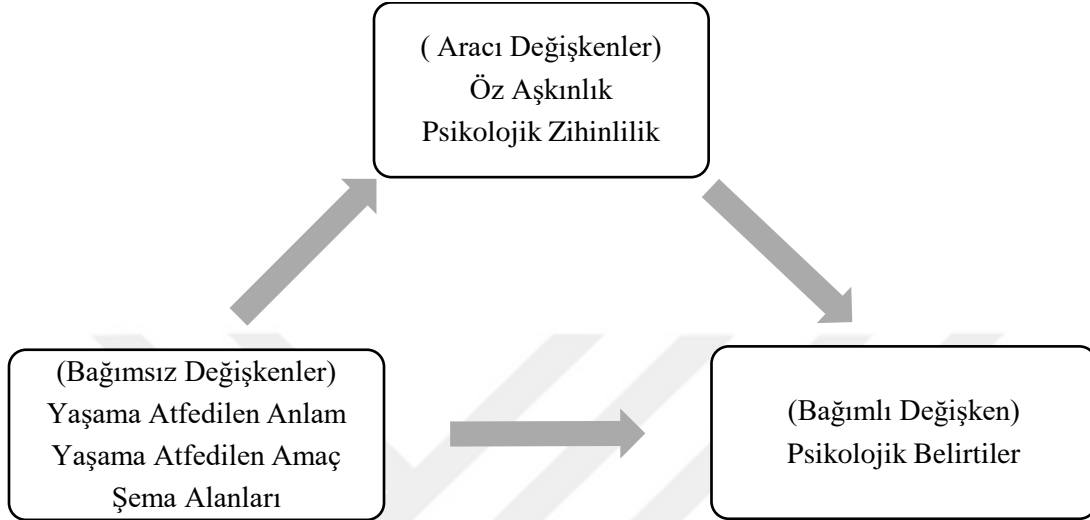 ( Aracı Değişkenler)
Öz Aşkınlık
Psikolojik Zihinlilik
(Bağımsız Değişkenler)
Yaşama Atfedilen Anlam
Yaşama Atfedilen Amaç
Şema Alanları
(Bağımlı Değişken)
Psikolojik Belirtiler